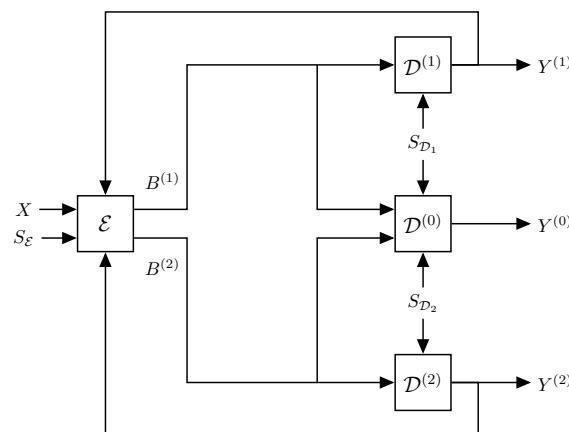 𝒟⁽¹⁾ Y⁽¹⁾
S_𝒟₁
B⁽¹⁾
X ℰ 𝒟⁽⁰⁾ Y⁽⁰⁾
S_ℰ
B⁽²⁾
S_𝒟₂
𝒟⁽²⁾ Y⁽²⁾